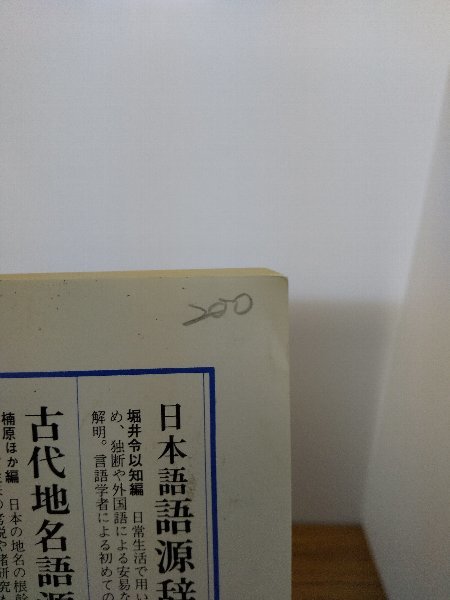 200
日本語語源辞
堀井令以知編 日常生活で用い
め、独断や外国語による安易な
解明。言語学者による初めての
古代地名語源
楠原ほか編 日本の地名の根幹